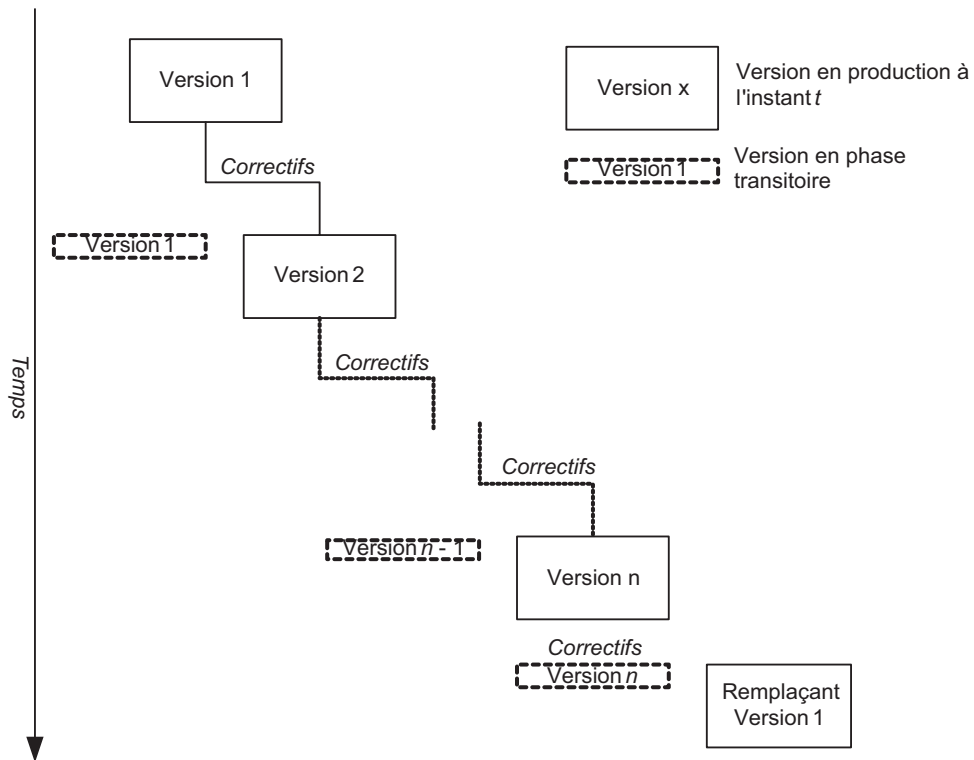 Version 1
Version x
Version en production à
l'instant t
Correctifs
Version 1
Version en phase
transitoire
Version 1
Version 2
Correctifs
Temps
Correctifs
Version n - 1
Version n
Correctifs
Version n
Remplaçant
Version 1